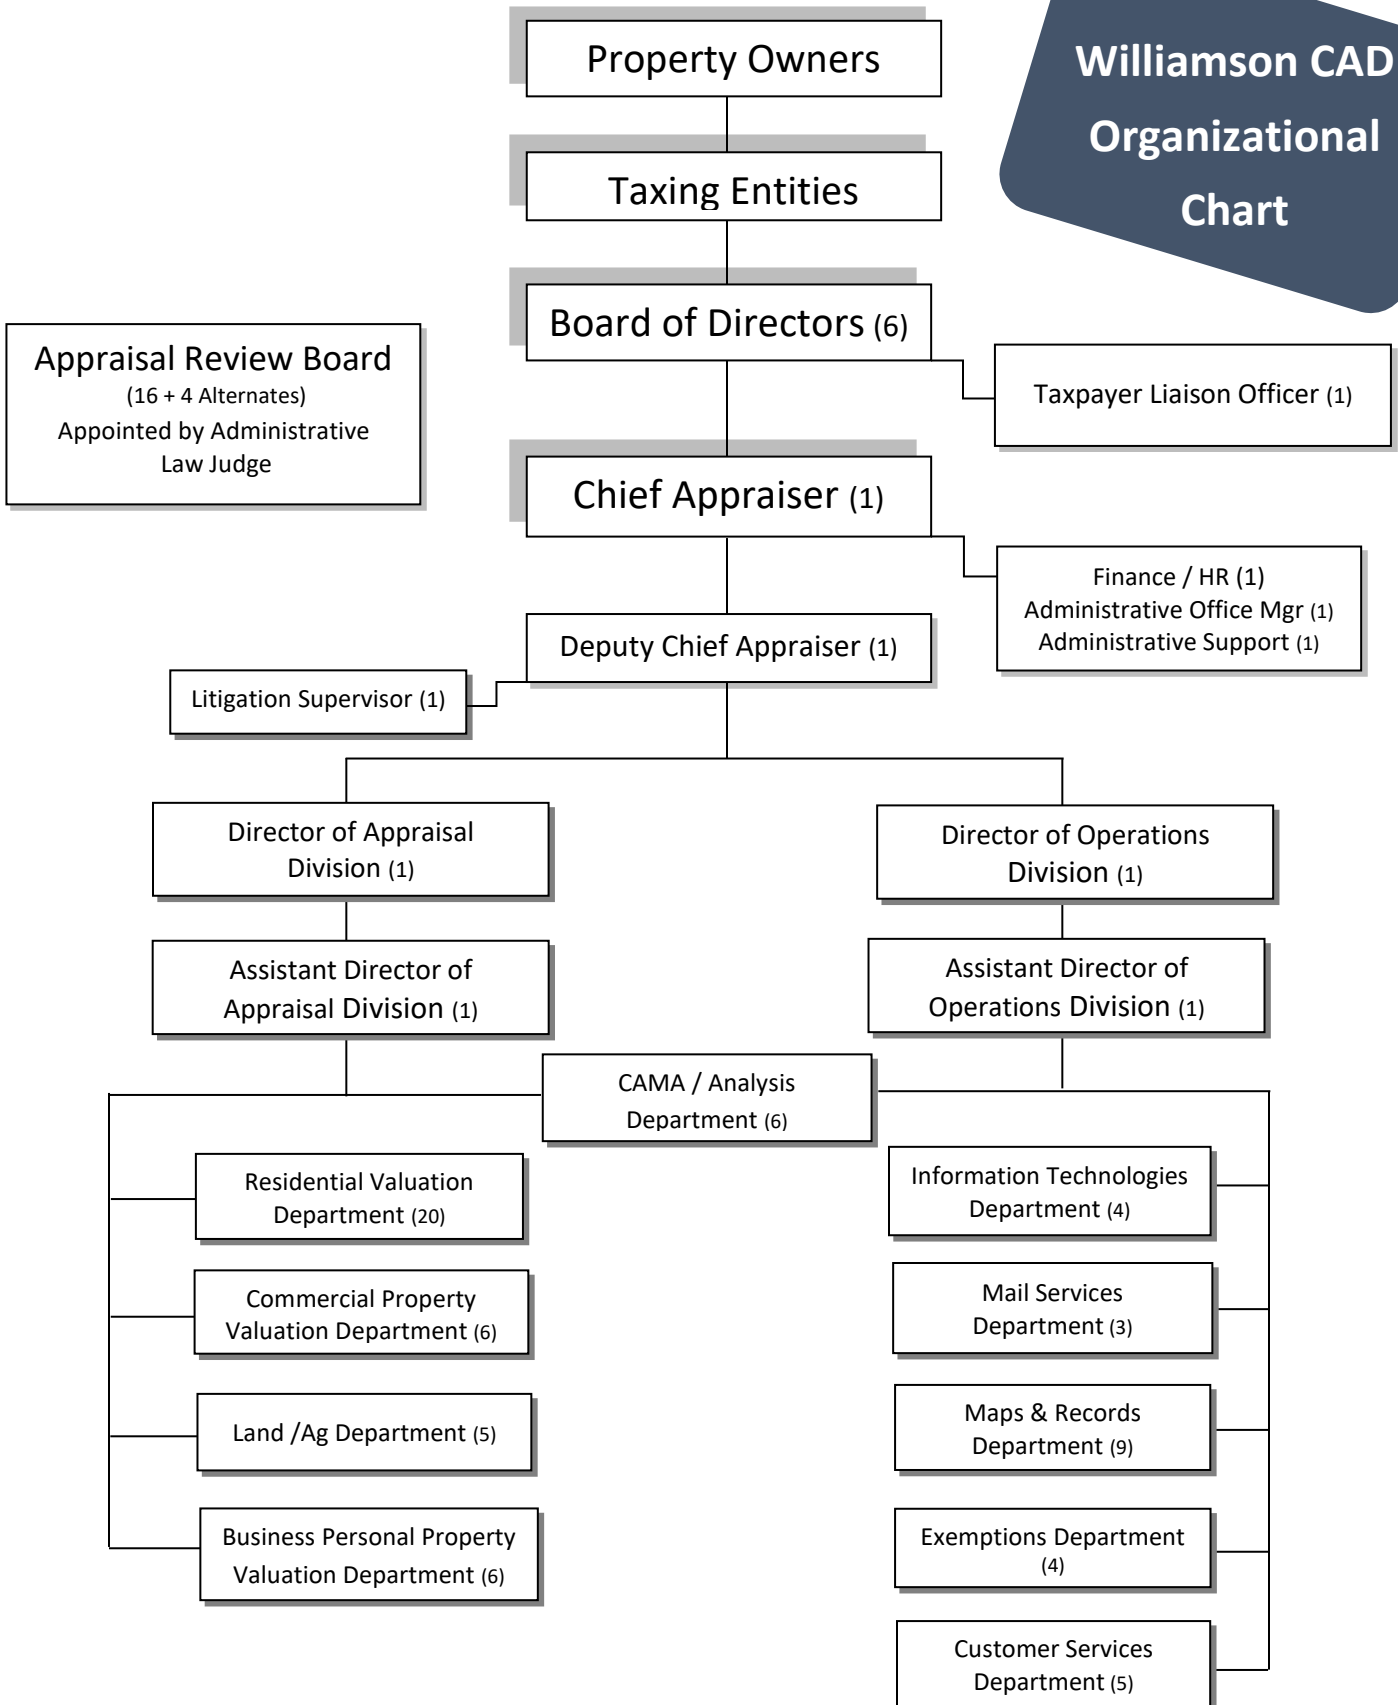 Property Owners
Williamson CAD
Organizational
Chart
Taxing Entities
Board of Directors (6)
Appraisal Review Board
(16 + 4 Alternates)
Appointed by Administrative
Law Judge
Taxpayer Liaison Officer (1)
Chief Appraiser (1)
Finance / HR (1)
Administrative Office Mgr (1)
Administrative Support (1)
Deputy Chief Appraiser (1)
Litigation Supervisor (1)
Director of Appraisal
Division (1)
Director of Operations
Division (1)
Assistant Director of
Appraisal Division (1)
Assistant Director of
Operations Division (1)
CAMA / Analysis
Department (6)
Residential Valuation
Department (20)
Information Technologies
Department (4)
Commercial Property
Valuation Department (6)
Mail Services
Department (3)
Land /Ag Department (5)
Maps & Records
Department (9)
Business Personal Property
Valuation Department (6)
Exemptions Department
(4)
Customer Services
Department (5)